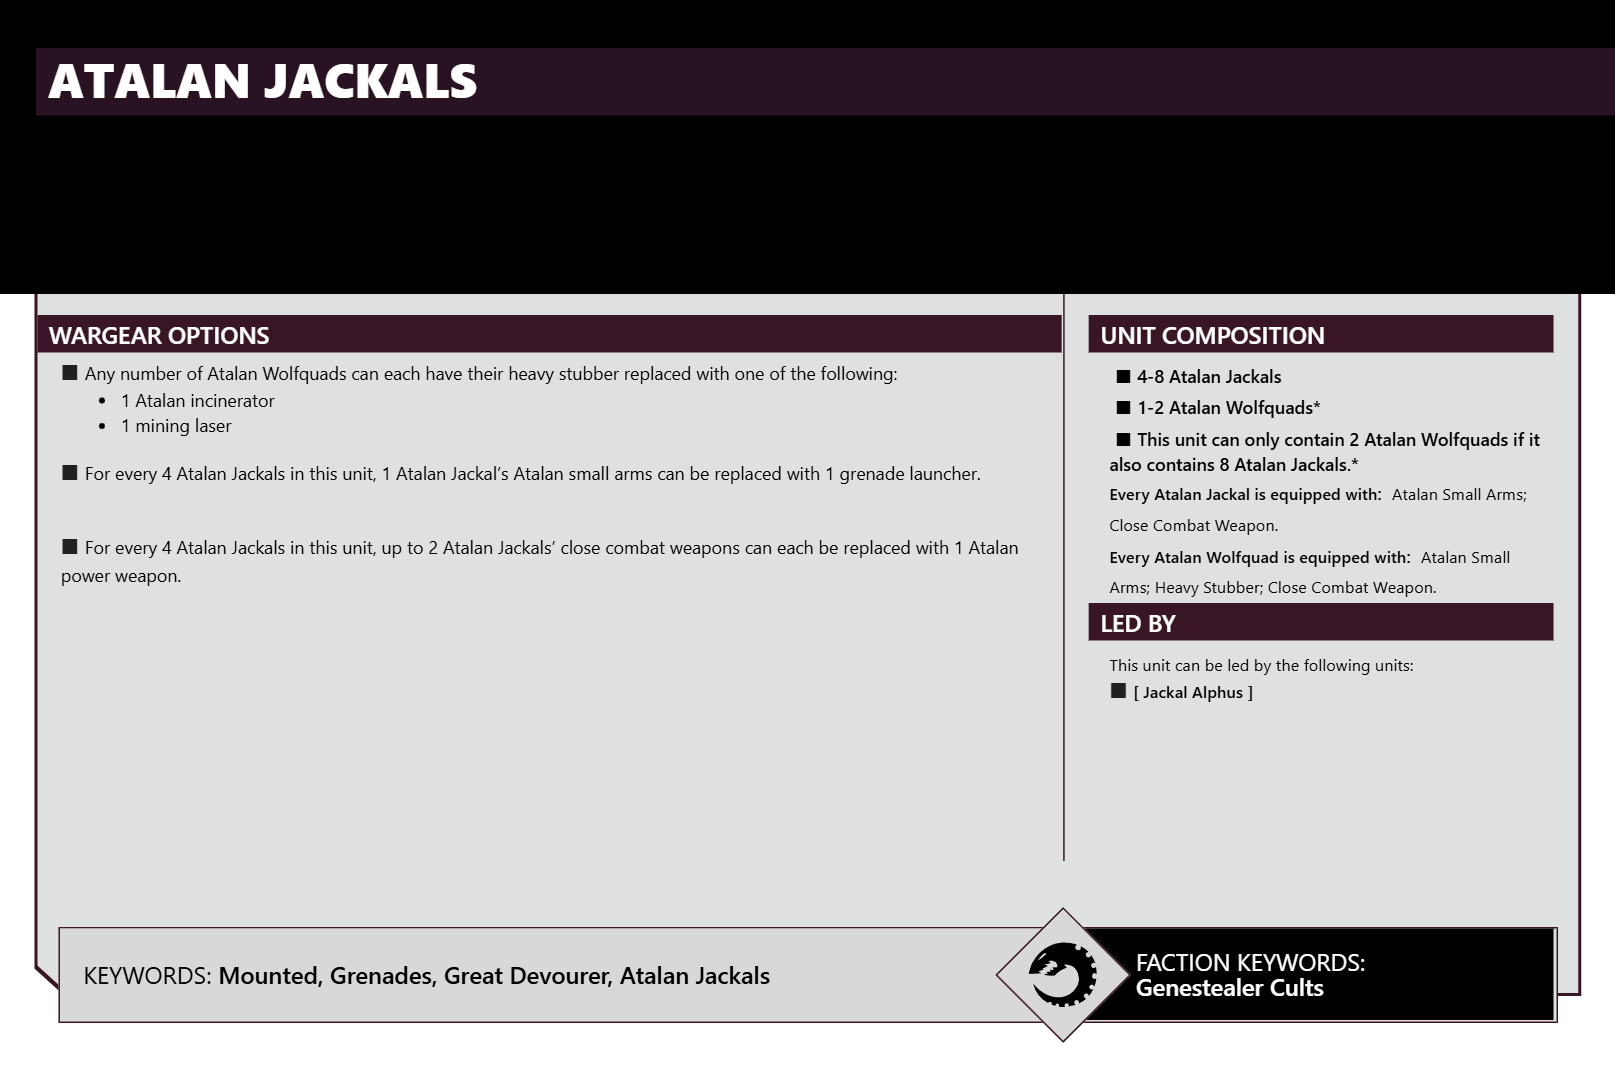 ATALAN JACKALS
WARGEAR OPTIONS
■ Any number of Atalan Wolfquads can each have their heavy stubber replaced with one of the following:
• 1 Atalan incinerator
• 1 mining laser
■ For every 4 Atalan Jackals in this unit, 1 Atalan Jackal’s Atalan small arms can be replaced with 1 grenade launcher.
■ For every 4 Atalan Jackals in this unit, up to 2 Atalan Jackals’ close combat weapons can each be replaced with 1 Atalan
power weapon.
UNIT COMPOSITION
■ 4-8 Atalan Jackals
■ 1-2 Atalan Wolfquads*
■ This unit can only contain 2 Atalan Wolfquads if it
also contains 8 Atalan Jackals.*
Every Atalan Jackal is equipped with: Atalan Small Arms;
Close Combat Weapon.
Every Atalan Wolfquad is equipped with: Atalan Small
Arms; Heavy Stubber; Close Combat Weapon.
LED BY
This unit can be led by the following units:
■ [ Jackal Alphus ]
KEYWORDS: Mounted, Grenades, Great Devourer, Atalan Jackals
FACTION KEYWORDS:
Genestealer Cults